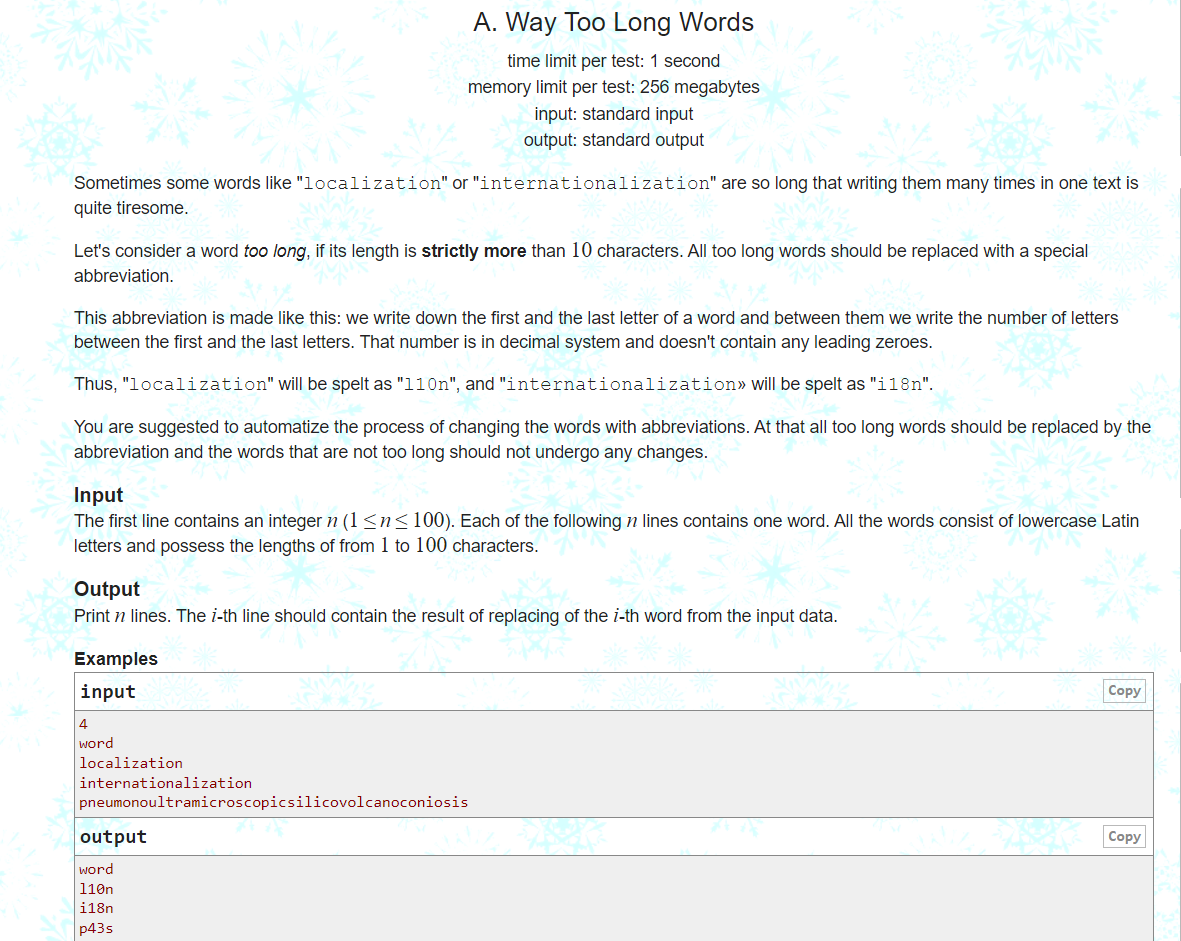 A. Way Too Long Words
time limit per test: 1 second
memory limit per test: 256 megabytes
input: standard input
output: standard output
Sometimes some words like "localization" or "internationalization" are so long that writing them many times in one text is
quite tiresome.
Let's consider a word too long, if its length is strictly more than 10 characters. All too long words should be replaced with a special
abbreviation.
This abbreviation is made like this: we write down the first and the last letter of a word and between them we write the number of letters
between the first and the last letters. That number is in decimal system and doesn't contain any leading zeroes.
Thus, "localization" will be spelt as "l10n", and "internationalization» will be spelt as "i18n".
You are suggested to automatize the process of changing the words with abbreviations. At that all too long words should be replaced by the
abbreviation and the words that are not too long should not undergo any changes.
Input
The first line contains an integer n (1 ≤ n ≤ 100). Each of the following n lines contains one word. All the words consist of lowercase Latin
letters and possess the lengths of from 1 to 100 characters.
Output
Print n lines. The i-th line should contain the result of replacing of the i-th word from the input data.
Examples
input Copy
4
word
localization
internationalization
pneumonoultramicroscopicsilicovolcanoconiosis
output Copy
word
l10n
i18n
p43s